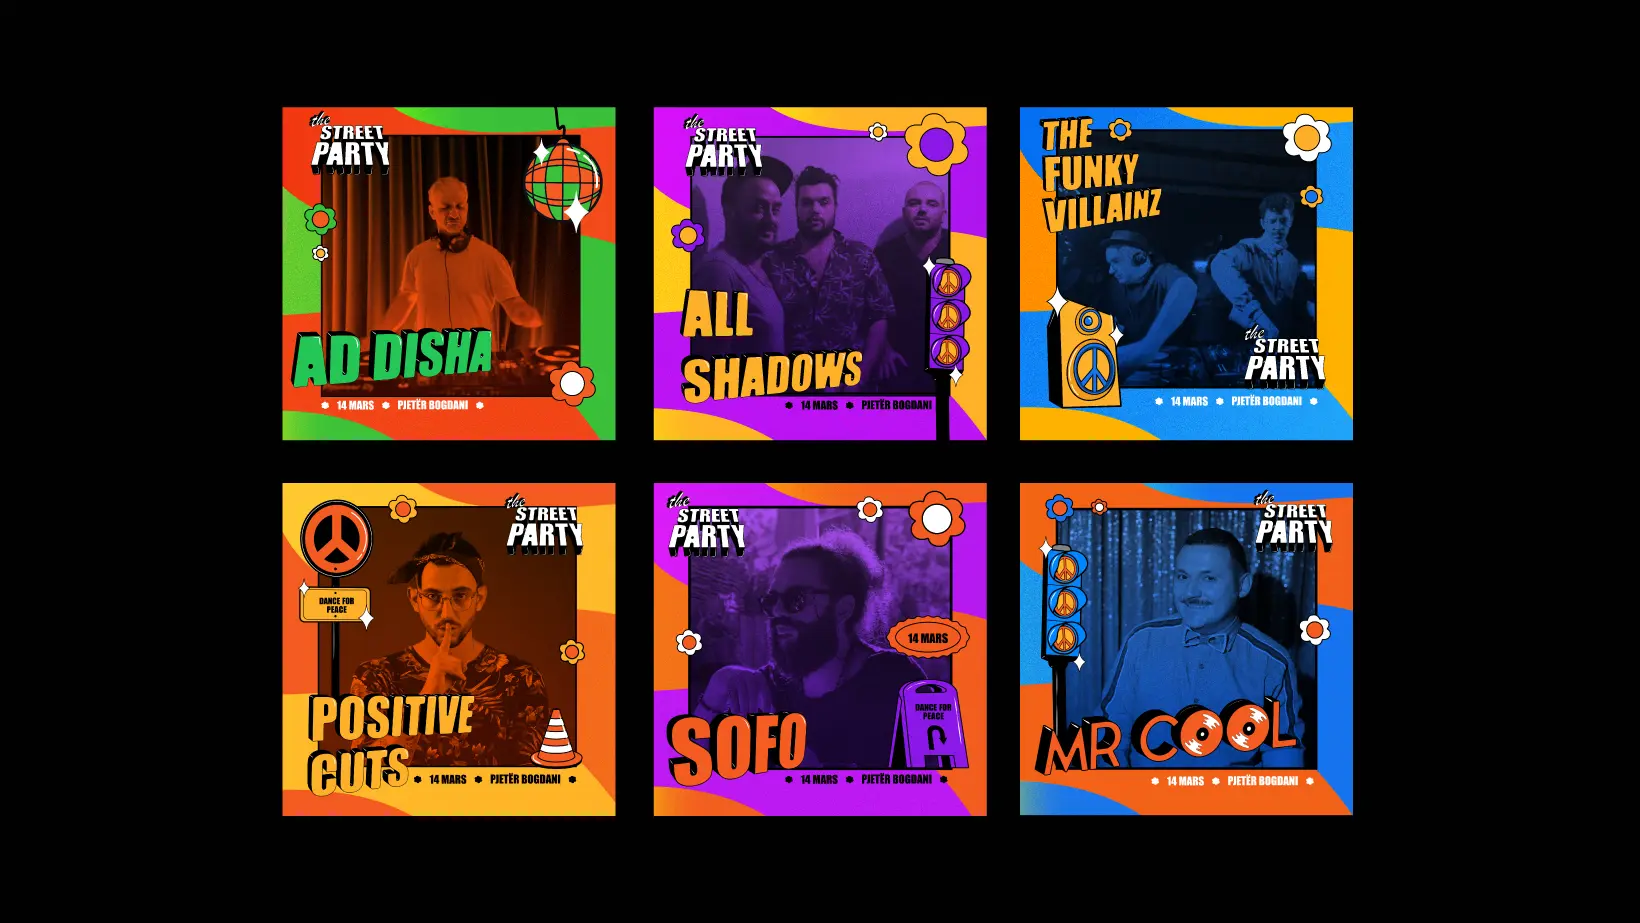 the
STREET
PARTY
AD DISHA
14 MARS PJETËR BOGDANI
the
STREET
PARTY
ALL
SHADOWS
14 MARS PJETËR BOGDANI
THE
FUNKY
VILLAINZ
the
STREET
PARTY
14 MARS PJETËR BOGDANI
the
STREET
PARTY
DANCE FOR
PEACE
POSITIVE
CUTS
14 MARS PJETËR BOGDANI
the
STREET
PARTY
14 MARS
DANCE FOR
PEACE
SOFO
14 MARS PJETËR BOGDANI
the
STREET
PARTY
MR COOL
14 MARS PJETËR BOGDANI